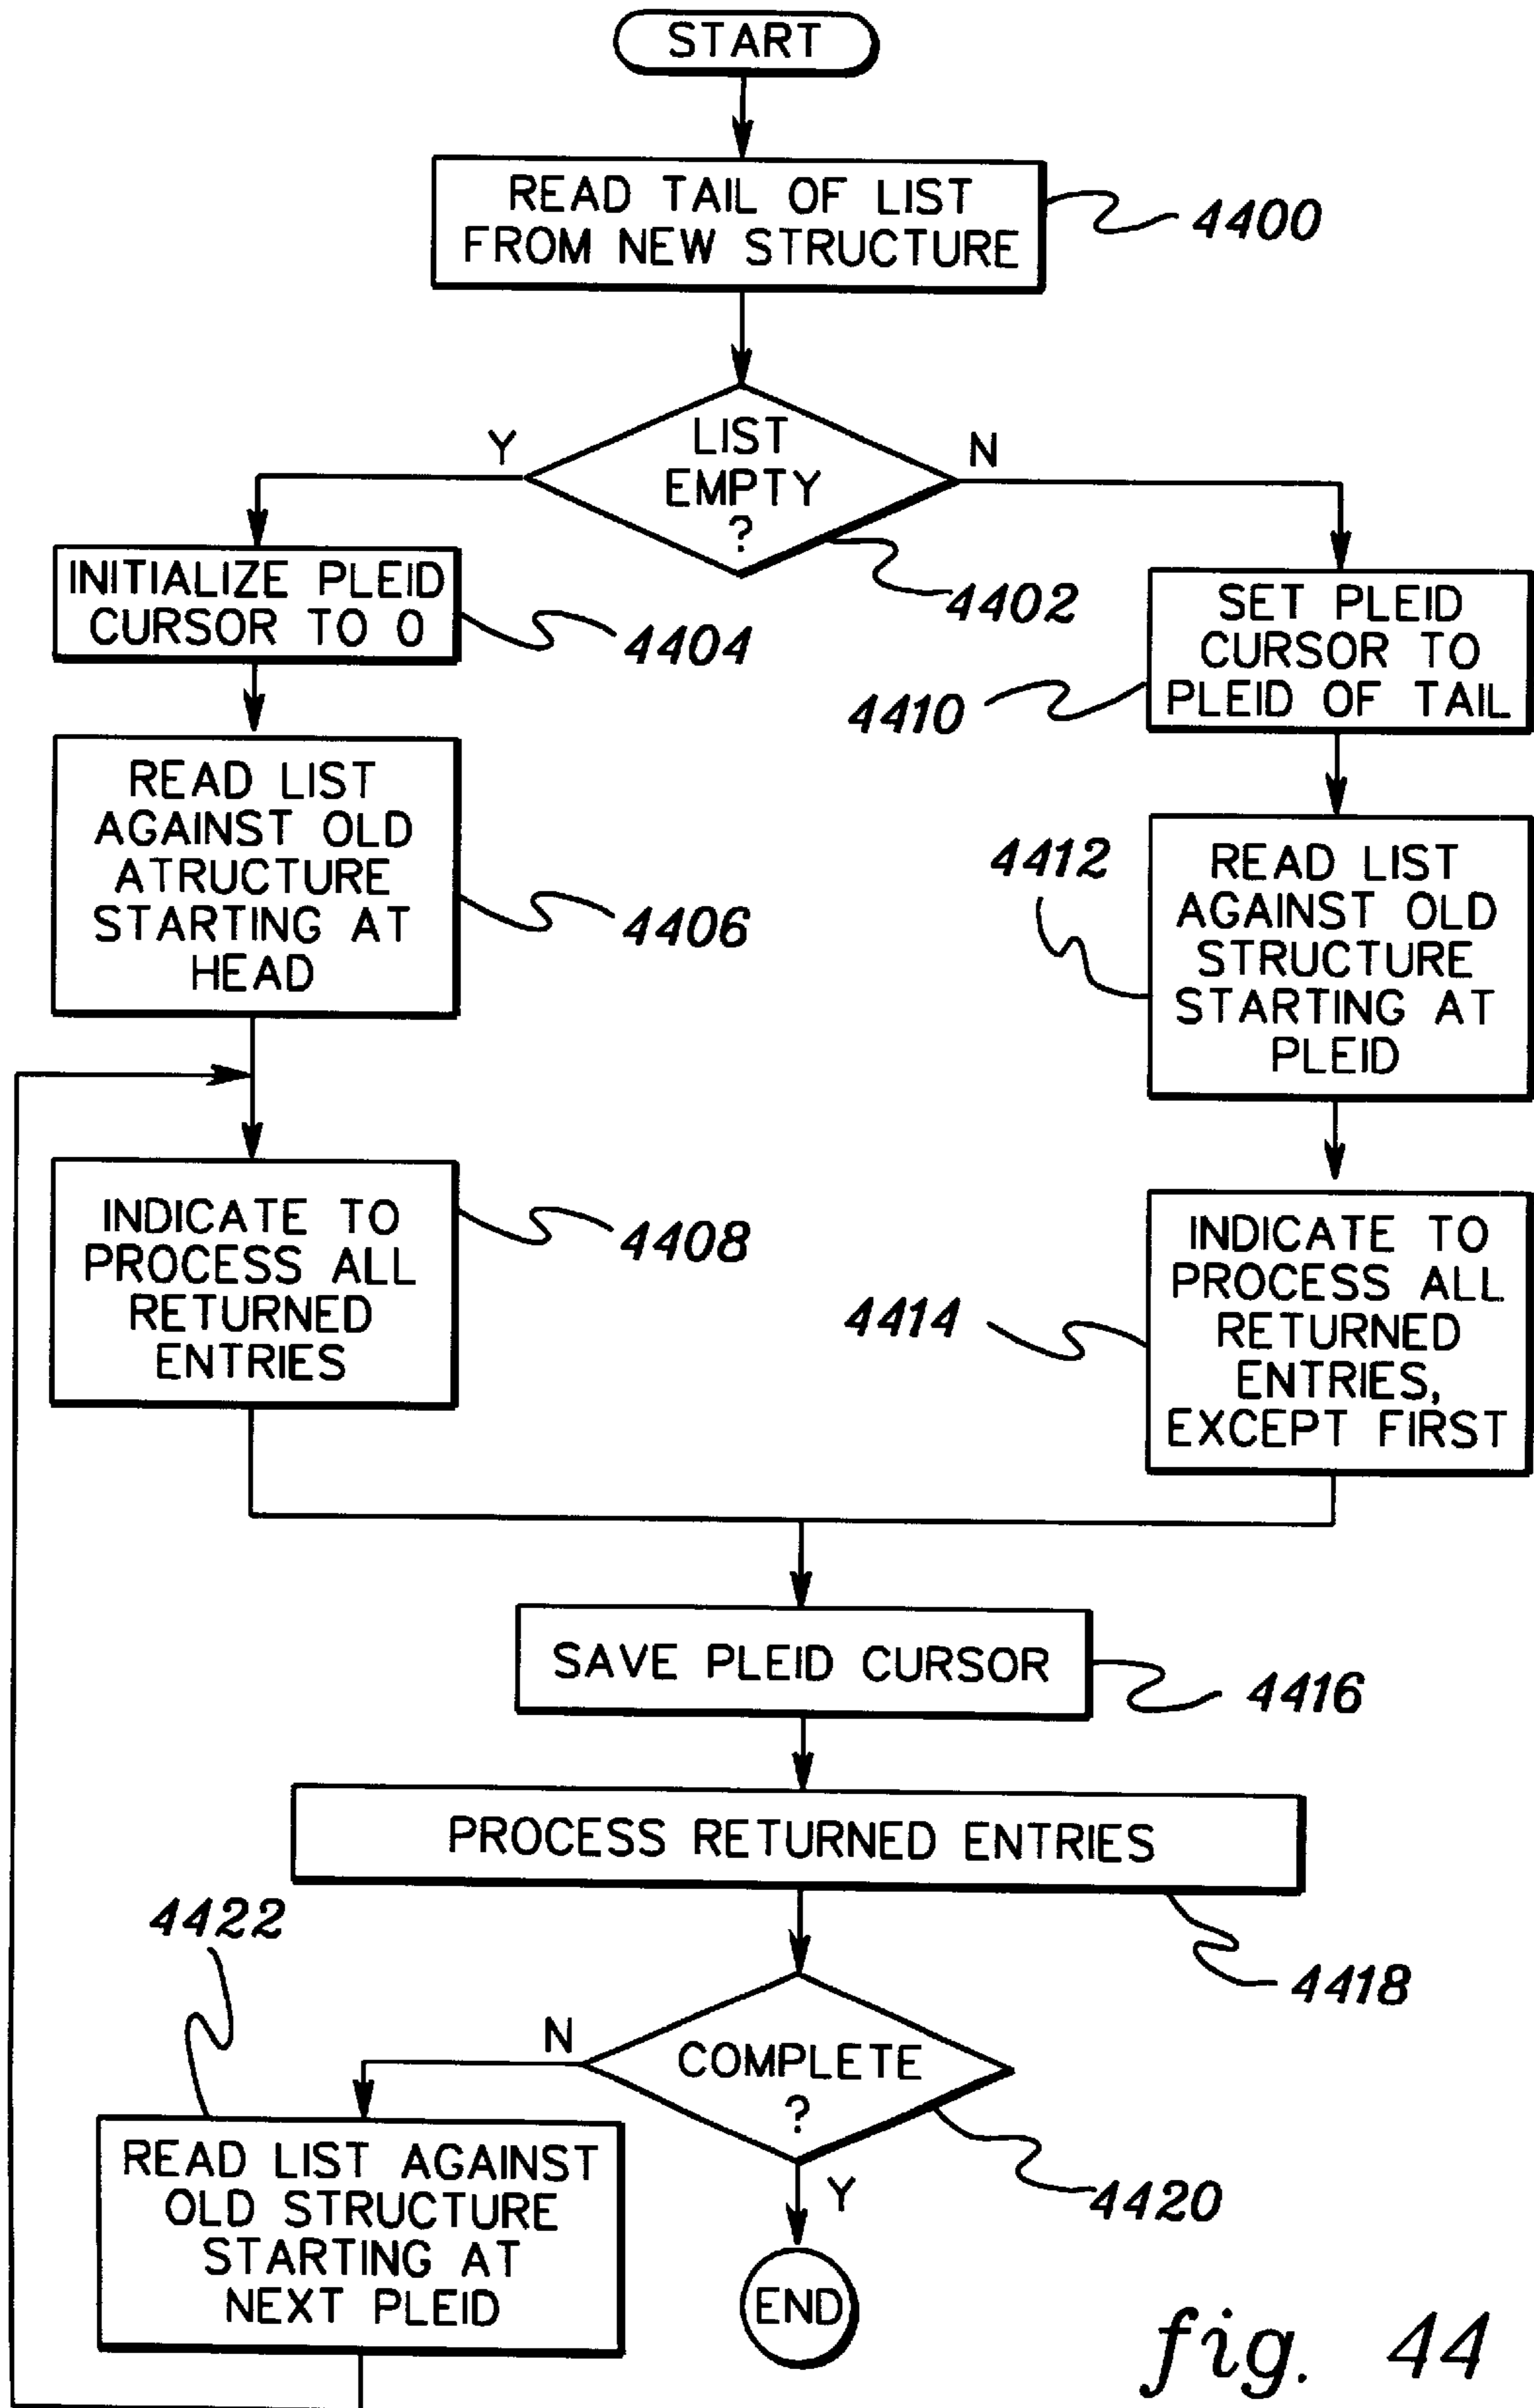 START
READ TAIL OF LIST
FROM NEW STRUCTURE
4400
LIST
EMPTY
?
Y
N
4402
INITIALIZE PLEID
CURSOR TO 0
4404
SET PLEID
CURSOR TO
PLEID OF TAIL
4410
READ LIST
AGAINST OLD
ATRUCTURE
STARTING AT
HEAD
4406
4412
READ LIST
AGAINST OLD
STRUCTURE
STARTING AT
PLEID
INDICATE TO
PROCESS ALL
RETURNED
ENTRIES
4408
4414
INDICATE TO
PROCESS ALL
RETURNED
ENTRIES,
EXCEPT FIRST
SAVE PLEID CURSOR
4416
PROCESS RETURNED ENTRIES
4418
4422
N
COMPLETE
?
4420
Y
READ LIST AGAINST
OLD STRUCTURE
STARTING AT
NEXT PLEID
END
fig. 44